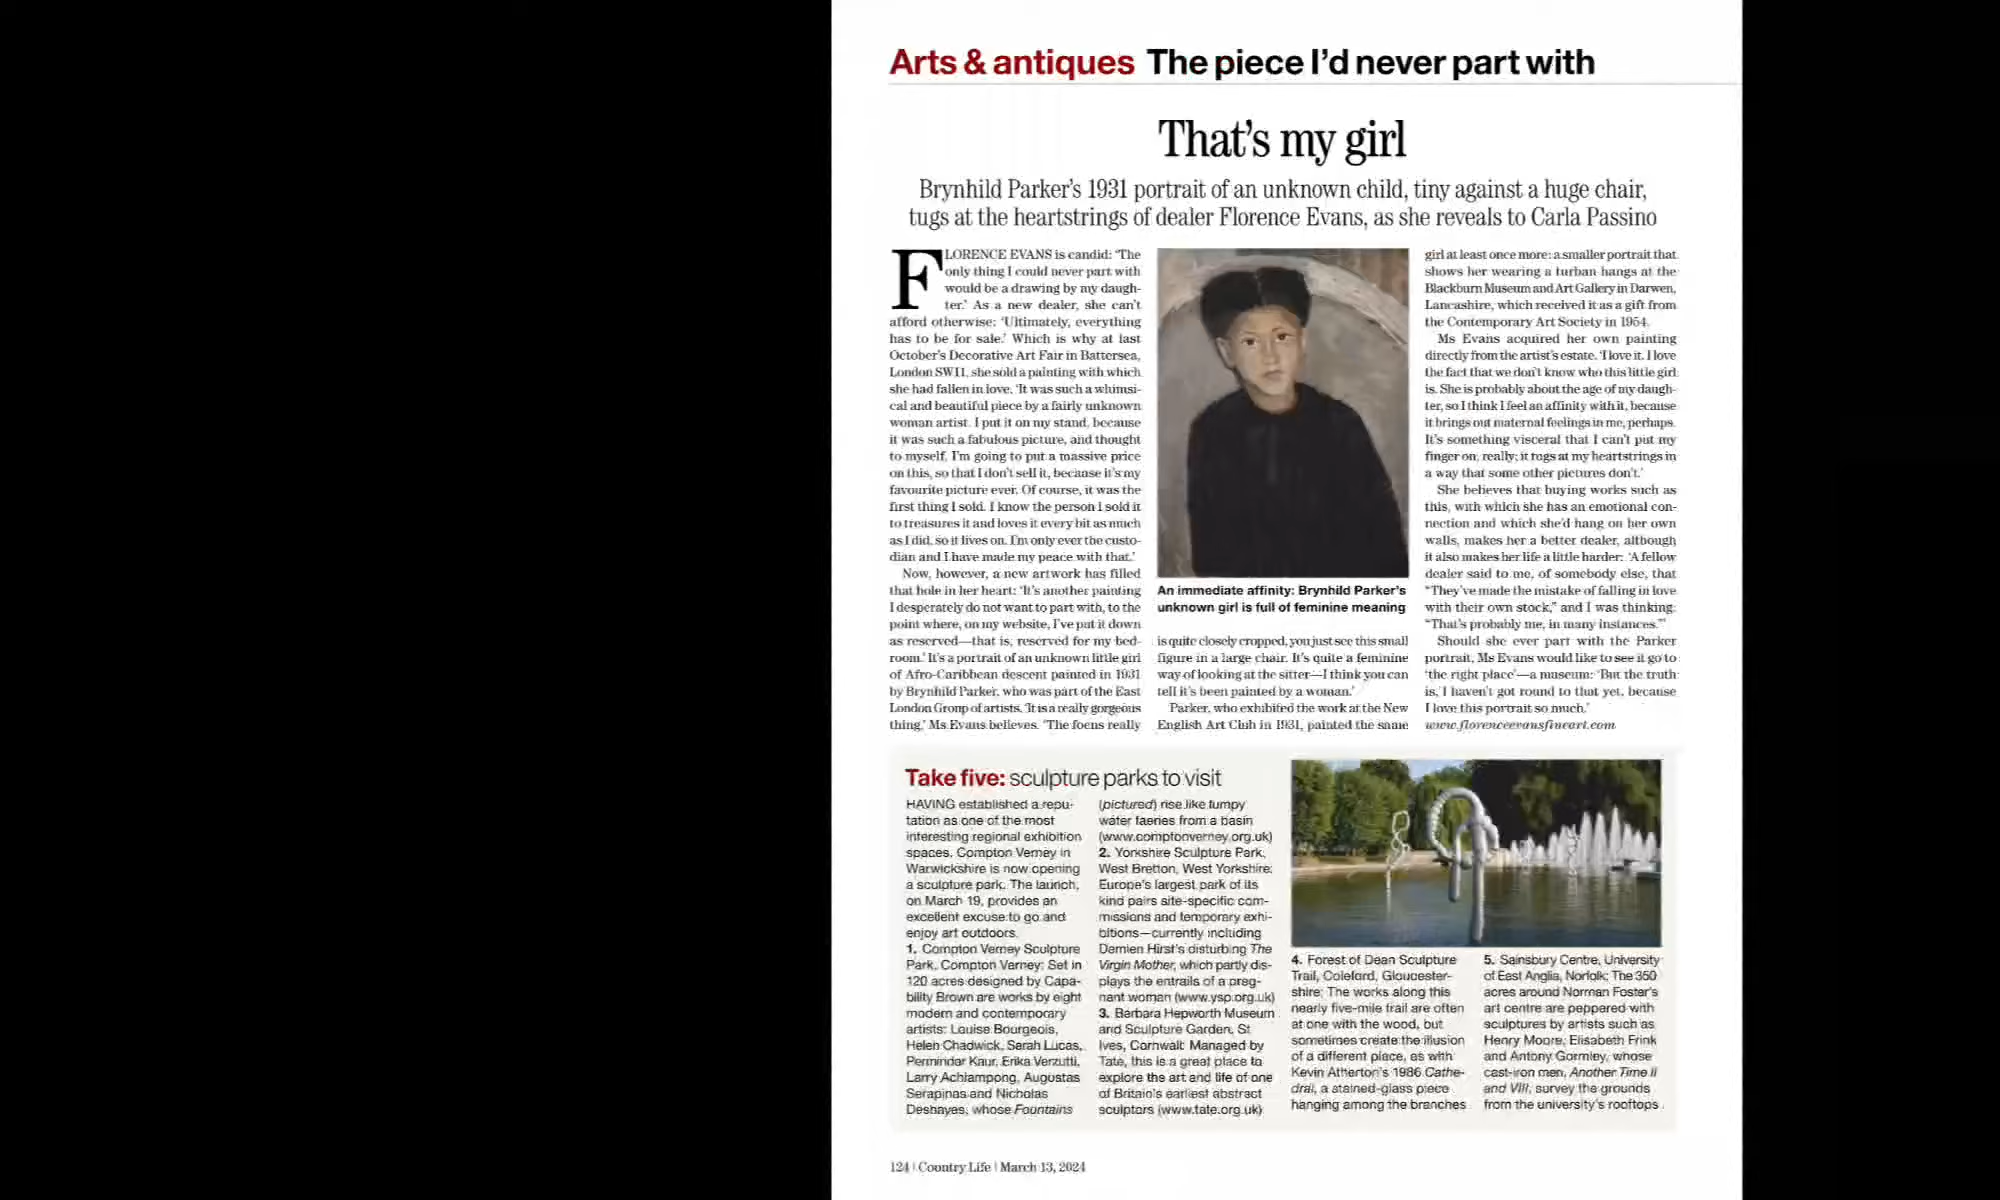 Arts & antiques The piece I'd never part with
That's my girl
Brynhild Parker's 1931 portrait of an unknown child, tiny against a huge chair,
tugs at the heartstrings of dealer Florence Evans, as she reveals to Carla Passino
FLORENCE EVANS is candid: 'The
only thing I could never part with
would be a drawing by my daugh-
ter.' As a new dealer, she can't
afford otherwise: 'Ultimately, everything
has to be for sale.' Which is why at last
October's Decorative Art Fair in Battersea,
London SW11, she sold a painting with which
she had fallen in love. 'It was such a whimsi-
cal and beautiful piece by a fairly unknown
woman artist. I put it on my stand, because
it was such a fabulous picture, and thought
to myself, I'm going to put a massive price
on this, so that I don't sell it, because it's my
favourite picture ever. Of course, it was the
first thing I sold. I know the person I sold it
to treasures it and loves it every bit as much
as I did, so it lives on. I'm only ever the custo-
dian and I have made my peace with that.'
Now, however, a new artwork has filled
that hole in her heart: 'It's another painting
I desperately do not want to part with, to the
point where, on my website, I've put it down
as reserved—that is, reserved for my bed-
room.' It's a portrait of an unknown little girl
of Afro-Caribbean descent painted in 1931
by Brynhild Parker, who was part of the East
London Group of artists. 'It is a really gorgeous
thing,' Ms Evans believes. 'The focus really
An immediate affinity: Brynhild Parker's
unknown girl is full of feminine meaning
is quite closely cropped, you just see this small
figure in a large chair. It's quite a feminine
way of looking at the sitter—I think you can
tell it's been painted by a woman.'
Parker, who exhibited the work at the New
English Art Club in 1931, painted the same
girl at least once more: a smaller portrait that
shows her wearing a turban hangs at the
Blackburn Museum and Art Gallery in Darwen,
Lancashire, which received it as a gift from
the Contemporary Art Society in 1954.
Ms Evans acquired her own painting
directly from the artist's estate. 'I love it. I love
the fact that we don't know who this little girl
is. She is probably about the age of my daugh-
ter, so I think I feel an affinity with it, because
it brings out maternal feelings in me, perhaps.
It's something visceral that I can't put my
finger on, really; it tugs at my heartstrings in
a way that some other pictures don't.'
She believes that buying works such as
this, with which she has an emotional con-
nection and which she'd hang on her own
walls, makes her a better dealer, although
it also makes her life a little harder: 'A fellow
dealer said to me, of somebody else, that
"They've made the mistake of falling in love
with their own stock," and I was thinking:
"That's probably me, in many instances."'
Should she ever part with the Parker
portrait, Ms Evans would like to see it go to
'the right place'—a museum: 'But the truth
is, I haven't got round to that yet, because
I love this portrait so much.'
www.florenceevansfineart.com
Take five: sculpture parks to visit
HAVING established a repu-
tation as one of the most
interesting regional exhibition
spaces, Compton Verney in
Warwickshire is now opening
a sculpture park. The launch,
on March 19, provides an
excellent excuse to go and
enjoy art outdoors.
1. Compton Verney Sculpture
Park, Compton Verney: Set in
120 acres designed by Capa-
bility Brown are works by eight
modern and contemporary
artists: Louise Bourgeois,
Helen Chadwick, Sarah Lucas,
Permindar Kaur, Erika Verzutti,
Larry Achiampong, Augustas
Serapinas and Nicholas
Deshayes, whose Fountains
(pictured) rise like lumpy
water faeries from a basin
(www.comptonverney.org.uk)
2. Yorkshire Sculpture Park,
West Bretton, West Yorkshire:
Europe's largest park of its
kind pairs site-specific com-
missions and temporary exhi-
bitions—currently including
Damien Hirst's disturbing The
Virgin Mother, which partly dis-
plays the entrails of a preg-
nant woman (www.ysp.org.uk)
3. Barbara Hepworth Museum
and Sculpture Garden, St
Ives, Cornwall: Managed by
Tate, this is a great place to
explore the art and life of one
of Britain's earliest abstract
sculptors (www.tate.org.uk)
4. Forest of Dean Sculpture
Trail, Coleford, Gloucester-
shire: The works along this
nearly five-mile trail are often
at one with the wood, but
sometimes create the illusion
of a different place, as with
Kevin Atherton's 1986 Cathe-
dral, a stained-glass piece
hanging among the branches
5. Sainsbury Centre, University
of East Anglia, Norfolk: The 350
acres around Norman Foster's
art centre are peppered with
sculptures by artists such as
Henry Moore, Elisabeth Frink
and Antony Gormley, whose
cast-iron men, Another Time II
and VIII, survey the grounds
from the university's rooftops
124 | Country Life | March 13, 2024